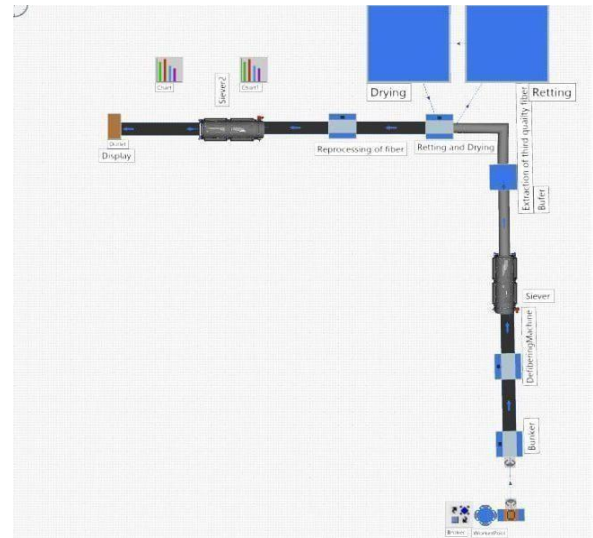 Drying
Retting
Chart
Siever2
Chart1
Outlet
Display
Reprocessing of fiber
Retting and Drying
Extraction of third quality fiber
Bufer
Siever
DefiberingMachine
Bunker